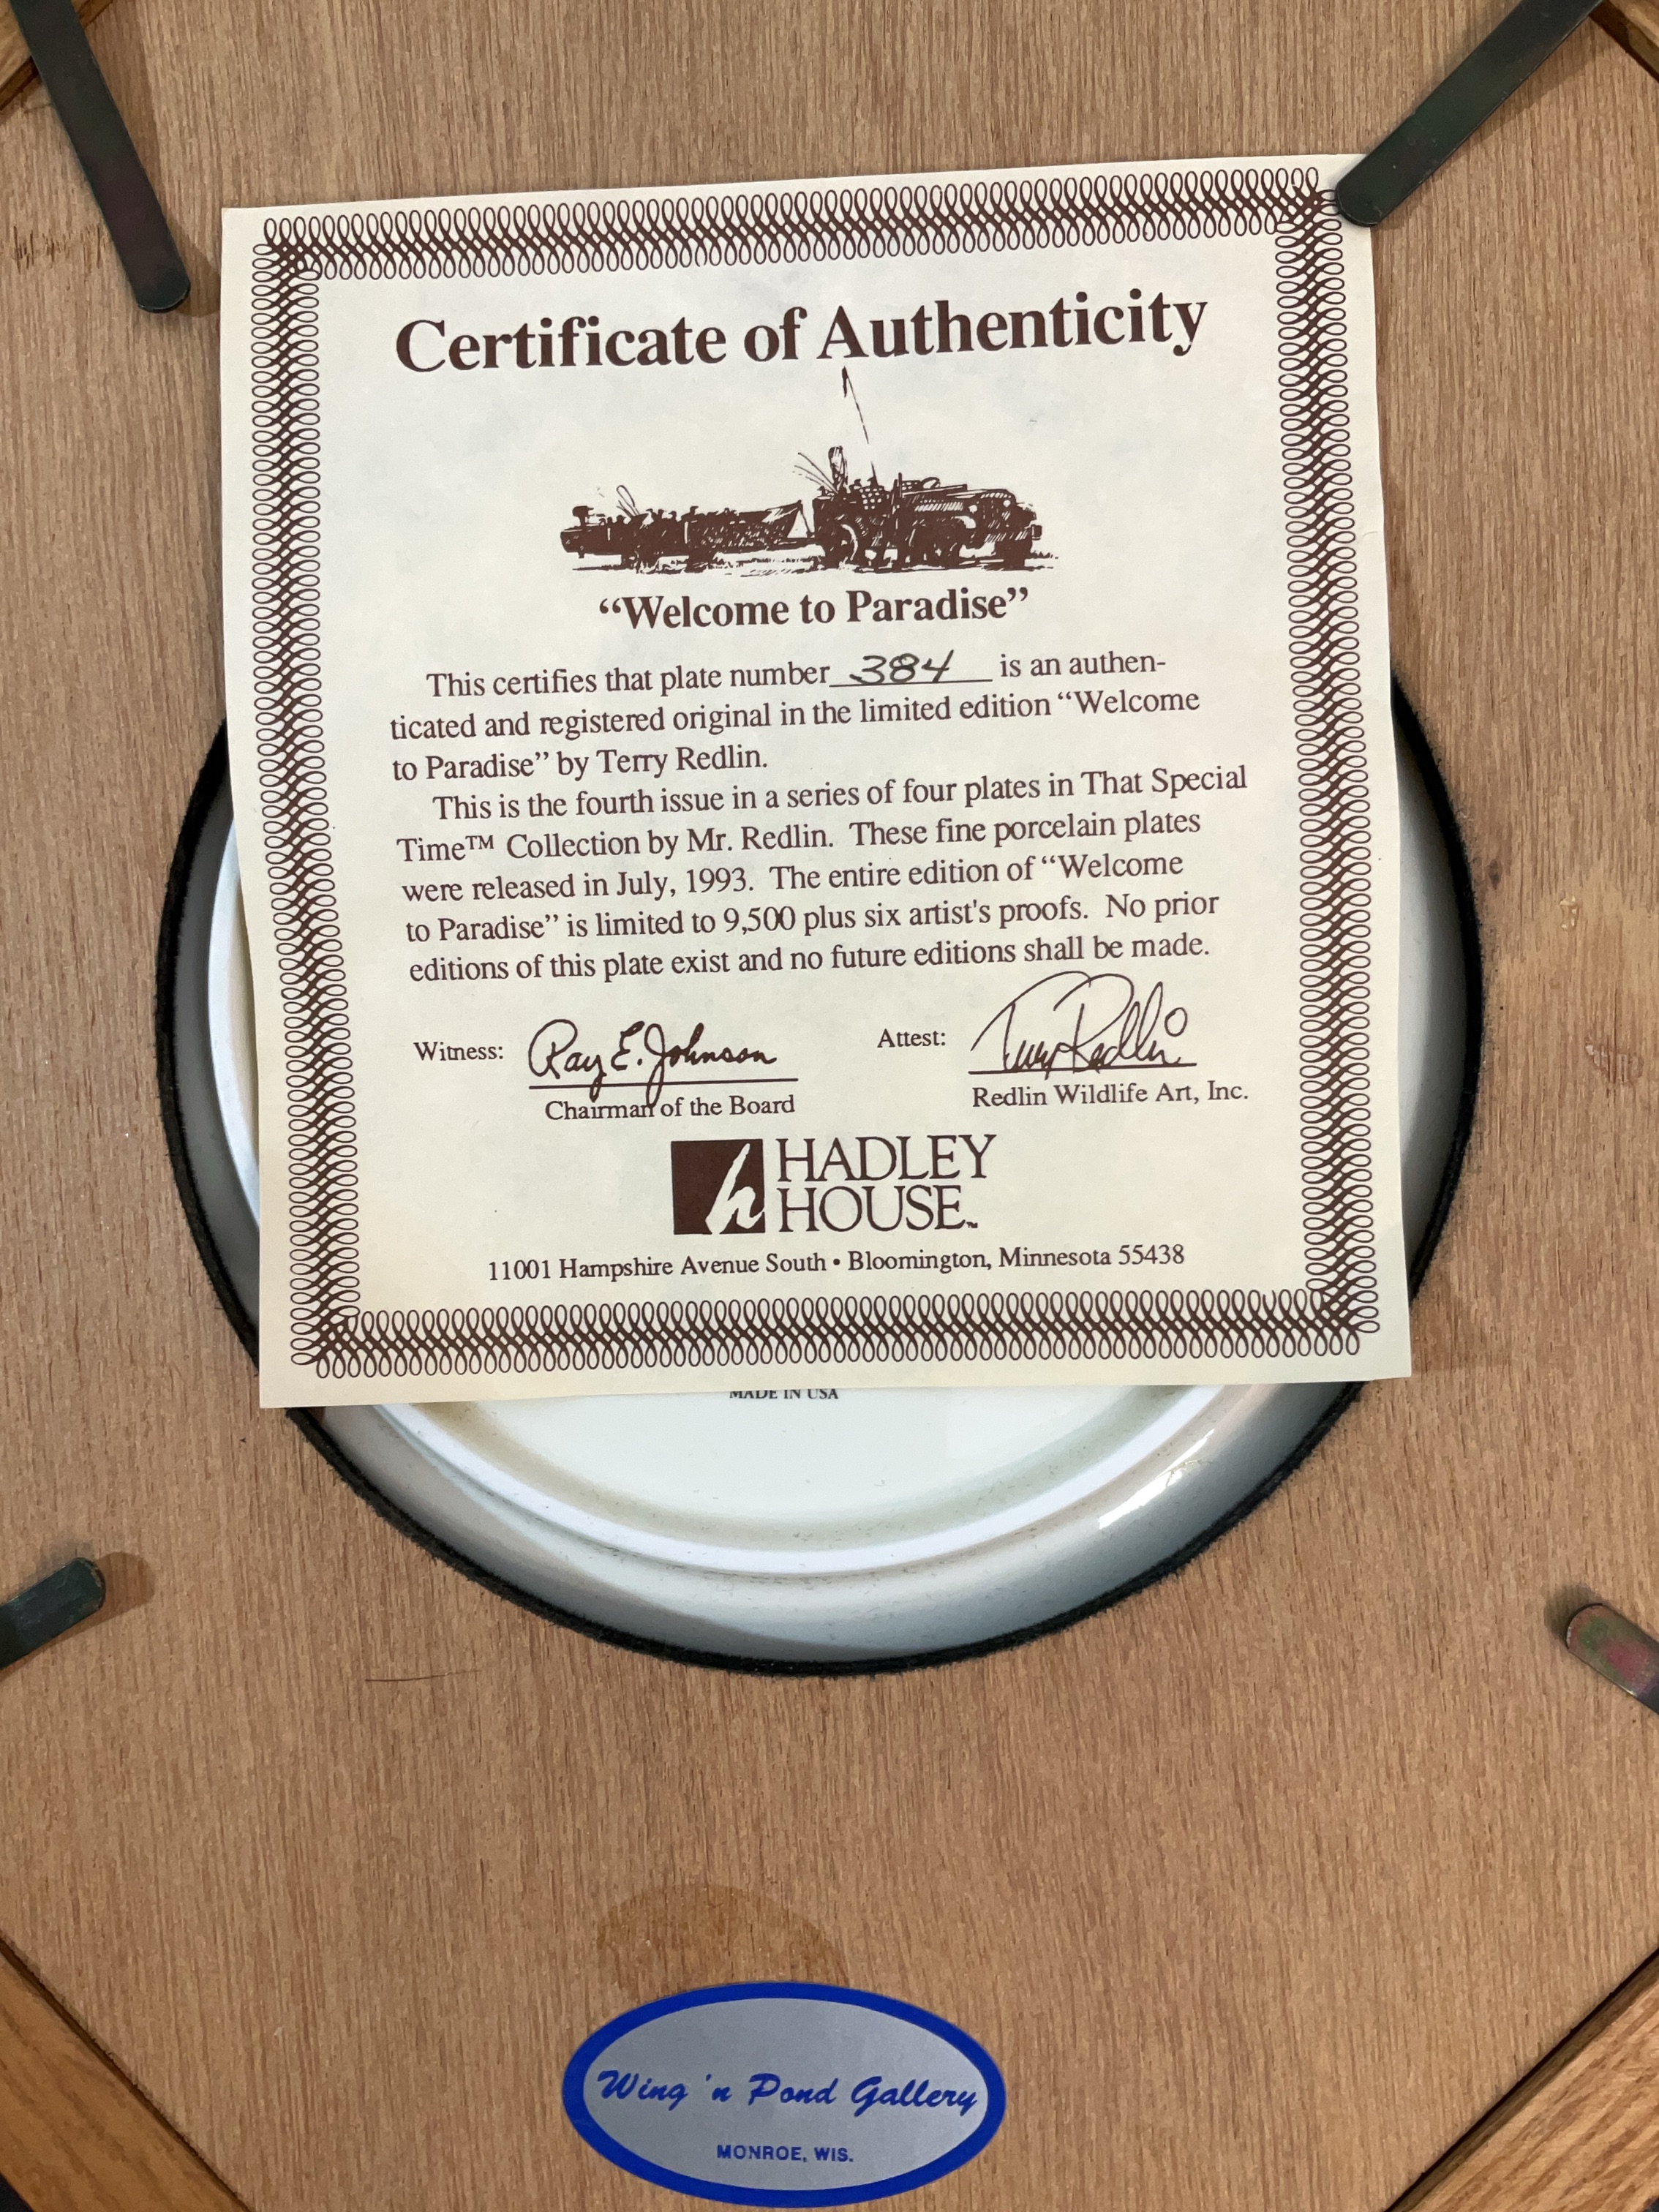 Certificate of Authenticity
“Welcome to Paradise”
This certifies that plate number 384 is an authen-
ticated and registered original in the limited edition “Welcome
to Paradise” by Terry Redlin.
This is the fourth issue in a series of four plates in That Special
Time™ Collection by Mr. Redlin. These fine porcelain plates
were released in July, 1993. The entire edition of “Welcome
to Paradise” is limited to 9,500 plus six artist's proofs. No prior
editions of this plate exist and no future editions shall be made.
Witness: Ray E. Johnson
Chairman of the Board
Attest: Terry Redlin
Redlin Wildlife Art, Inc.
h HADLEY
HOUSE™
11001 Hampshire Avenue South • Bloomington, Minnesota 55438
MADE IN USA
Wing 'n Pond Gallery
MONROE, WIS.